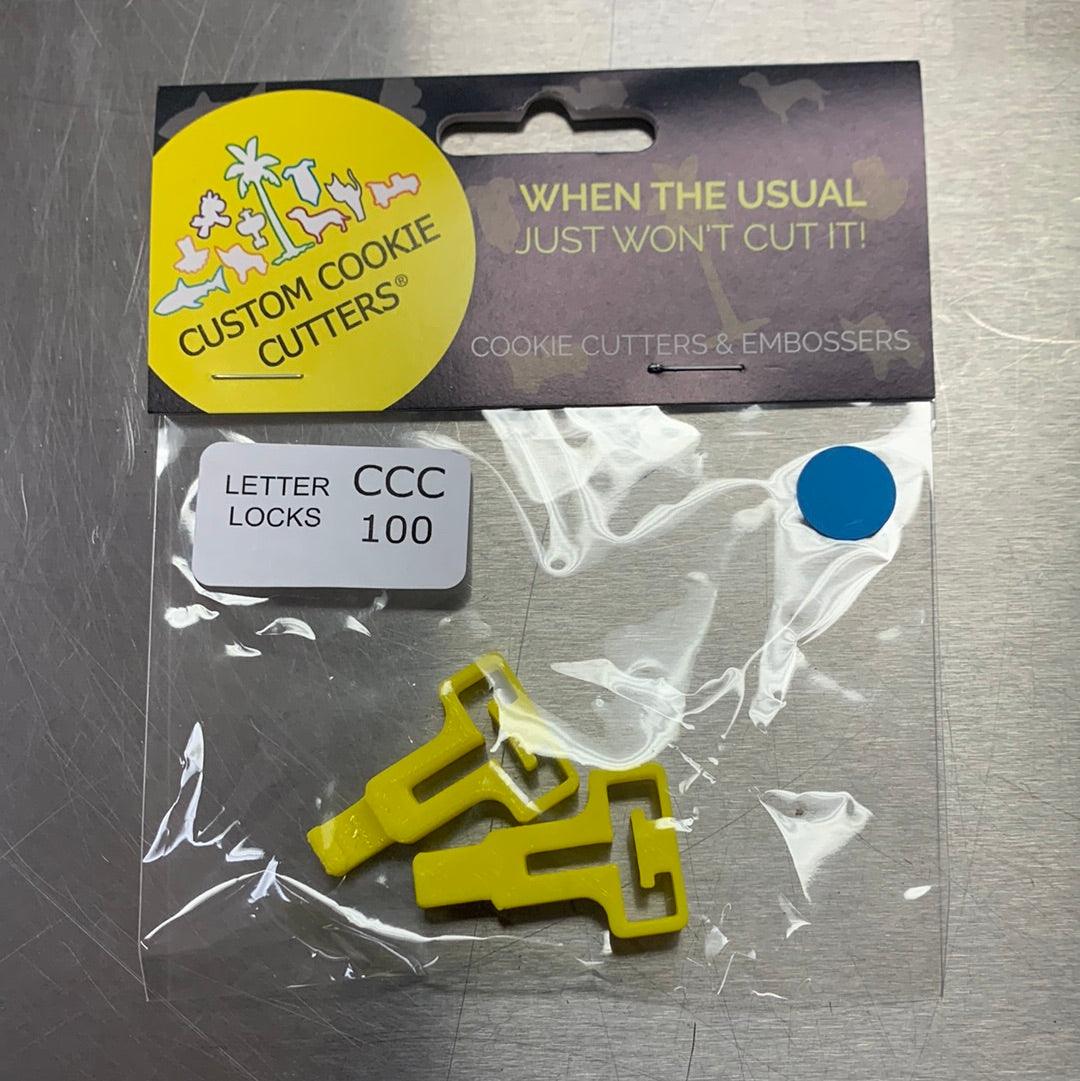 CUSTOM COOKIE
CUTTERS®
WHEN THE USUAL
JUST WON'T CUT IT!
COOKIE CUTTERS & EMBOSSERS
LETTER
LOCKS
CCC
100